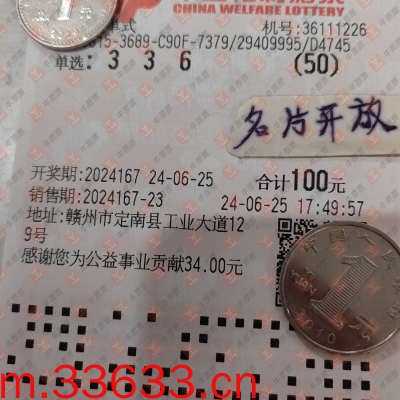 CHINA WELFARE LOTTERY
单式 机号:36111226
3689-C90F-7379/29409995/D4745
单选: 3 3 6 (50)
名片开放
开奖期:2024167 24-06-25 合计100元
销售期:2024167-23 24-06-25 17:49:57
地址:赣州市定南县工业大道12
9号
感谢您为公益事业贡献34.00元
1
m.33633.cn